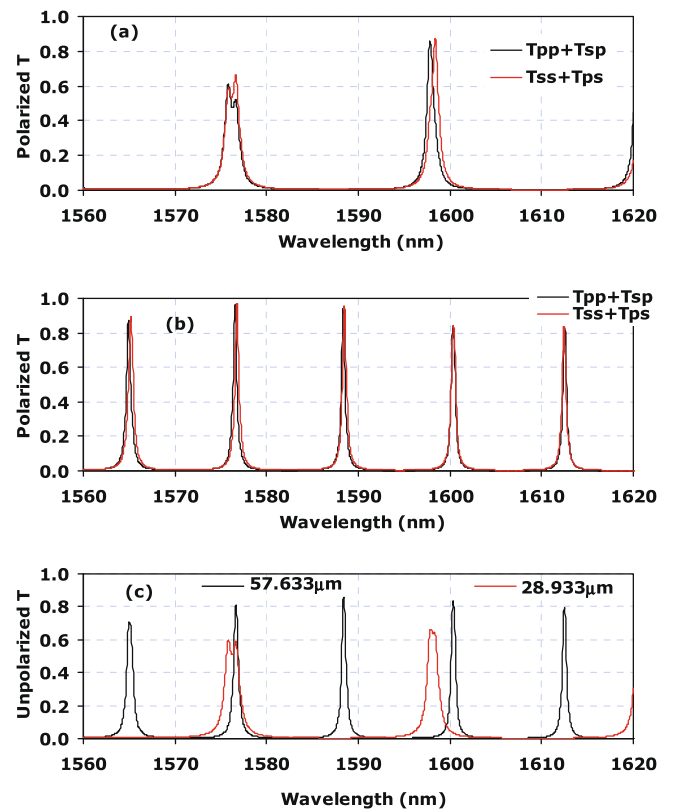 (a)
Tpp+Tsp
Tss+Tps
Polarized T
1.0
0.8
0.6
0.4
0.2
0.0
1560 1570 1580 1590 1600 1610 1620
Wavelength (nm)
(b)
Tpp+Tsp
Tss+Tps
Polarized T
1.0
0.8
0.6
0.4
0.2
0.0
1560 1570 1580 1590 1600 1610 1620
Wavelength (nm)
(c)
57.633μm 28.933μm
Unpolarized T
1.0
0.8
0.6
0.4
0.2
0.0
1560 1570 1580 1590 1600 1610 1620
Wavelength (nm)